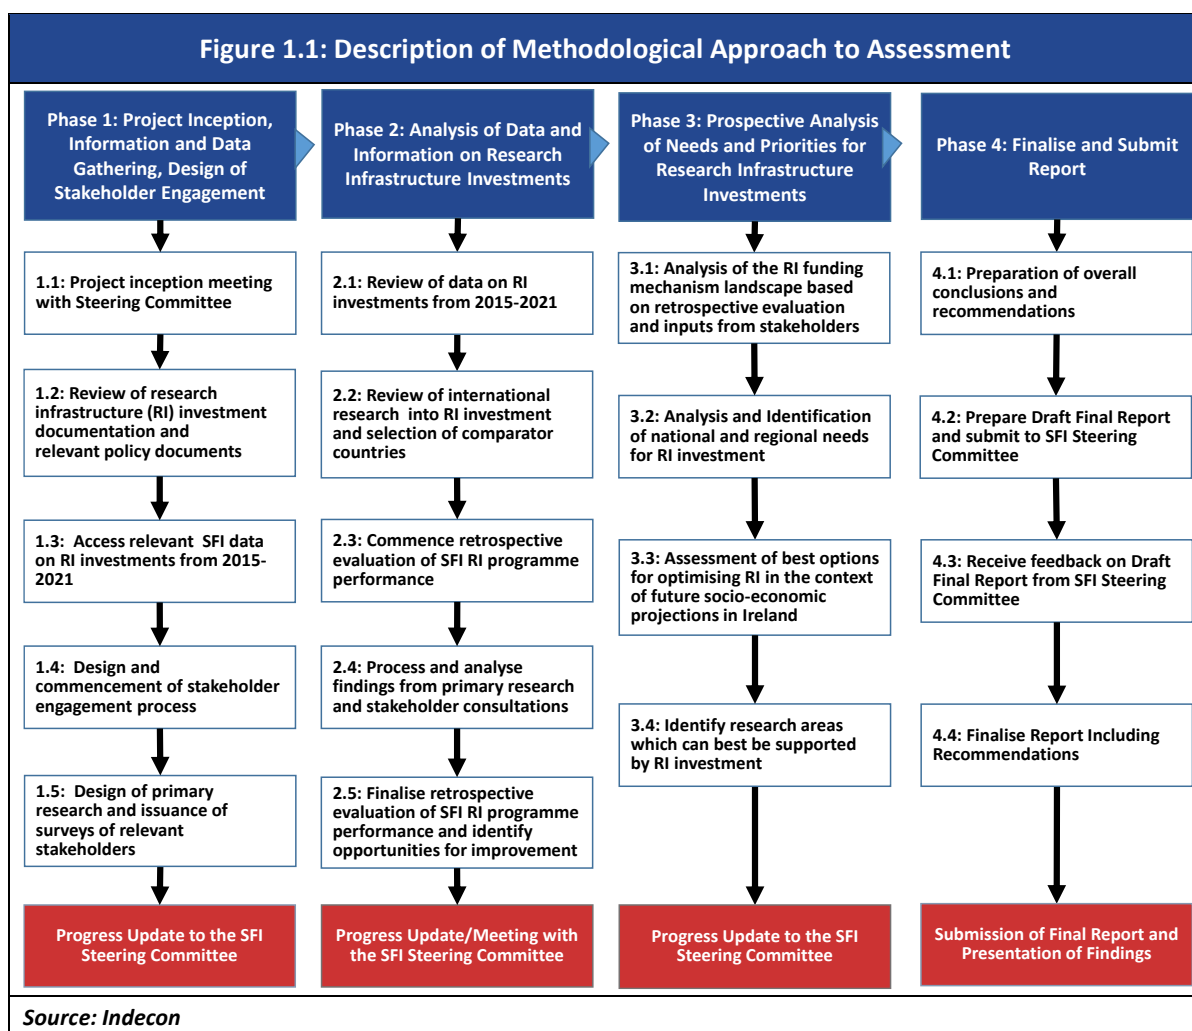 Figure 1.1: Description of Methodological Approach to Assessment
Phase 1: Project Inception,
Information and Data
Gathering, Design of
Stakeholder Engagement
1.1: Project inception meeting
with Steering Committee
1.2: Review of research
infrastructure (RI) investment
documentation and
relevant policy documents
1.3: Access relevant SFI data
on RI investments from 2015-
2021
1.4: Design and
commencement of stakeholder
engagement process
1.5: Design of primary
research and issuance of
surveys of relevant
stakeholders
Progress Update to the SFI
Steering Committee
Phase 2: Analysis of Data and
Information on Research
Infrastructure Investments
2.1: Review of data on RI
investments from 2015-2021
2.2: Review of international
research into RI investment
and selection of comparator
countries
2.3: Commence retrospective
evaluation of SFI RI programme
performance
2.4: Process and analyse
findings from primary research
and stakeholder consultations
2.5: Finalise retrospective
evaluation of SFI RI programme
performance and identify
opportunities for improvement
Progress Update/Meeting with
the SFI Steering Committee
Phase 3: Prospective Analysis
of Needs and Priorities for
Research Infrastructure
Investments
3.1: Analysis of the RI funding
mechanism landscape based
on retrospective evaluation
and inputs from stakeholders
3.2: Analysis and Identification
of national and regional needs
for RI investment
3.3: Assessment of best options
for optimising RI in the context
of future socio-economic
projections in Ireland
3.4: Identify research areas
which can best be supported
by RI investment
Progress Update to the SFI
Steering Committee
Phase 4: Finalise and Submit
Report
4.1: Preparation of overall
conclusions and
recommendations
4.2: Prepare Draft Final Report
and submit to SFI Steering
Committee
4.3: Receive feedback on Draft
Final Report from SFI Steering
Committee
4.4: Finalise Report Including
Recommendations
Submission of Final Report and
Presentation of Findings
Source: Indecon